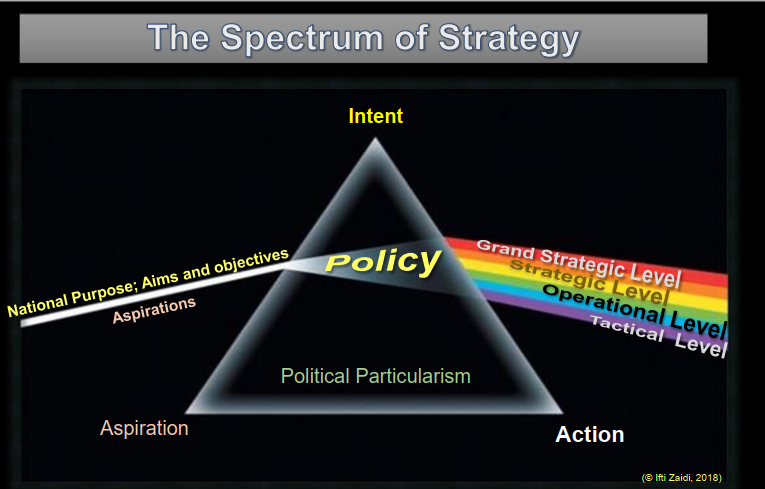 The Spectrum of Strategy
Intent
National Purpose; Aims and objectives
Aspirations
Policy
Grand Strategic Level
Strategic Level
Operational Level
Tactical Level
Political Particularism
Aspiration
Action
(© Ifti Zaidi, 2018)